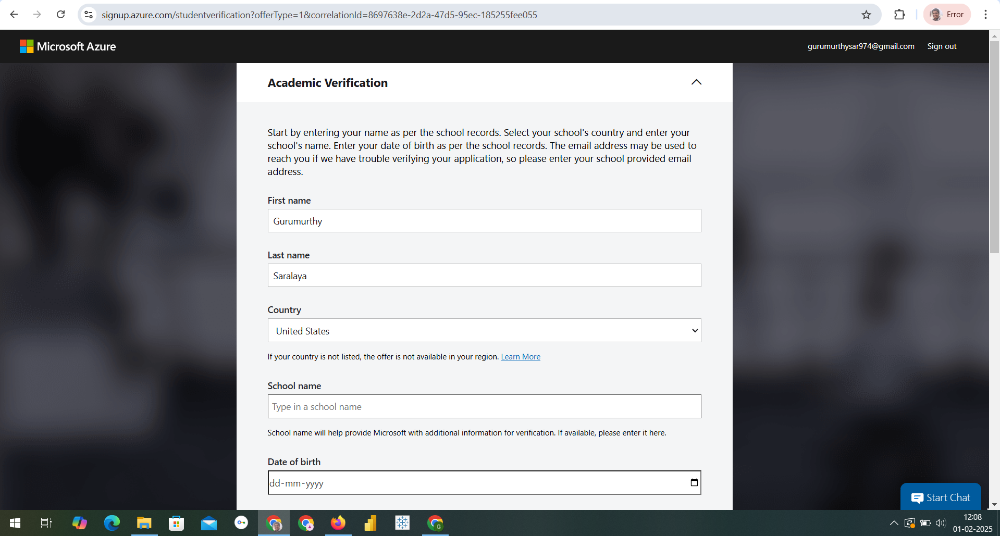 signup.azure.com/studentverification?offerType=1&correlationId=8697638e-2d2a-47d5-95ec-185255fee055
Error
Microsoft Azure
gurumurthysar974@gmail.com
Sign out
Academic Verification
Start by entering your name as per the school records. Select your school's country and enter your
school's name. Enter your date of birth as per the school records. The email address may be used to
reach you if we have trouble verifying your application, so please enter your school provided email
address.
First name
Gurumurthy
Last name
Saralaya
Country
United States
If your country is not listed, the offer is not available in your region. Learn More
School name
Type in a school name
School name will help provide Microsoft with additional information for verification. If available, please enter it here.
Date of birth
dd-mm-yyyy
Start Chat
G
12:08
01-02-2025